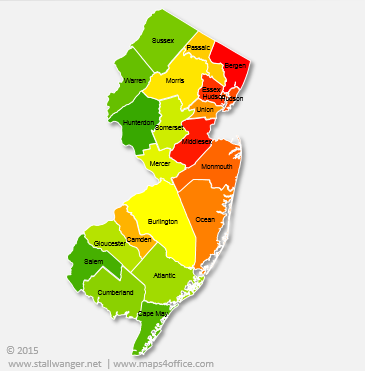 Sussex
Passaic
Bergen
Warren
Morris
Essex
Hudson
Hudson
Union
Hunterdon
Somerset
Middlesex
Mercer
Monmouth
Burlington
Ocean
Camden
Gloucester
Salem
Atlantic
Cumberland
Cape May
© 2015
www.stallwanger.net | www.maps4office.com